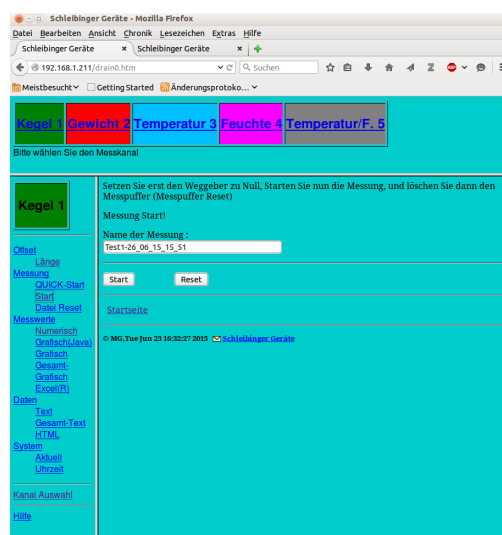 Schleibinger Geräte - Mozilla Firefox
Datei Bearbeiten Ansicht Chronik Lesezeichen Extras Hilfe
Schleibinger Geräte × Schleibinger Geräte ×
192.168.1.211/drain0.htm Suchen
Meistbesucht Getting Started Änderungsprotoko...
Kegel 1 Gewicht 2 Temperatur 3 Feuchte 4 Temperatur/F. 5
Bitte wählen Sie den Messkanal
Kegel 1
Offset
Länge
Messung
QUICK-Start
Start
Datei Reset
Messwerte
Numerisch
Grafisch(Java)
Grafisch
Gesamt-
Grafisch
Excel(R)
Daten
Text
Gesamt-Text
HTML
System
Aktuell
Uhrzeit
Kanal Auswahl
Hilfe
Setzen Sie erst den Weggeber zu Null, Starten Sie nun die Messung, und löschen Sie dann den
Messpuffer (Messpuffer Reset)
Messung Start!
Name der Messung :
Test1-26_06_15_15_51
Start Reset
Startseite
© MG,Tue Jun 23 16:32:27 2015 Schleibinger Geräte